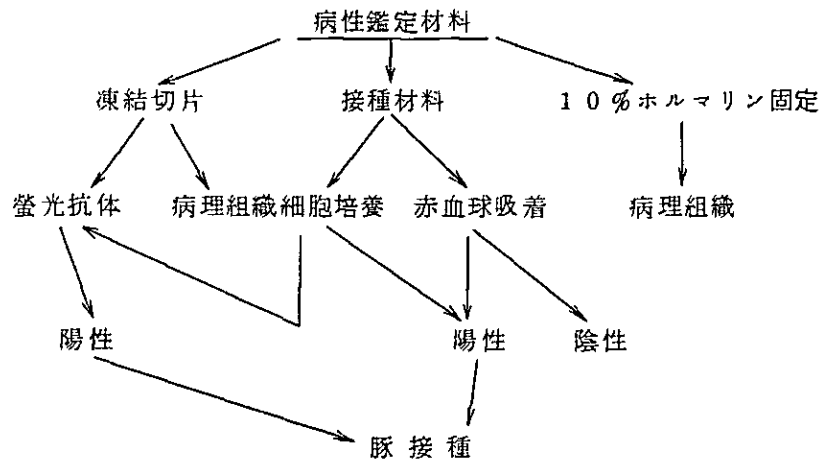 病性鑑定材料
凍結切片 接種材料 10%ホルマリン固定
螢光抗体 病理組織 細胞培養 赤血球吸着 病理組織
陽性 陽性 陰性
豚接種